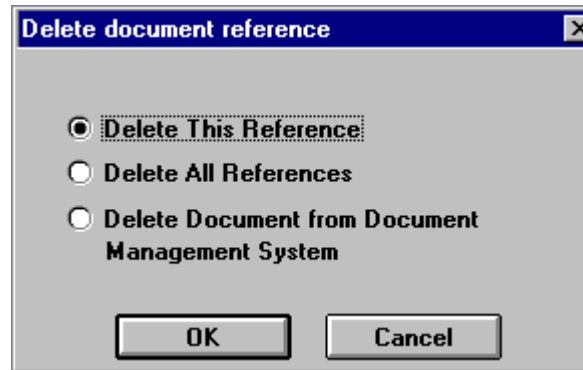 Delete document reference
Delete This Reference
Delete All References
Delete Document from Document
Management System
OK Cancel